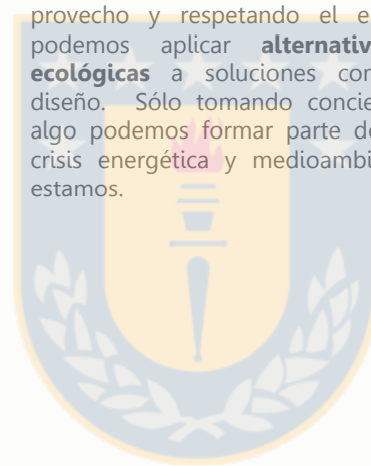 provecho y respetando el e
podemos aplicar alternativ
ecológicas a soluciones con
diseño. Sólo tomando concie
algo podemos formar parte de
crisis energética y medioambi
estamos.